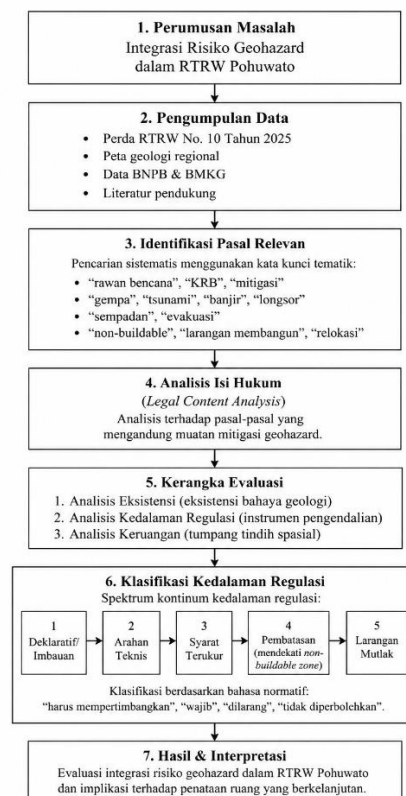 1. Perumusan Masalah
Integrasi Risiko Geohazard
dalam RTRW Pohuwato
2. Pengumpulan Data
• Perda RTRW No. 10 Tahun 2025
• Peta geologi regional
• Data BNPB & BMKG
• Literatur pendukung
3. Identifikasi Pasal Relevan
Pencarian sistematis menggunakan kata kunci tematik:
• “rawan bencana”, “KRB”, “mitigasi”
• “gempa”, “tsunami”, “banjir”, “longsor”
• “sempadan”, “evakuasi”
• “non-buildable”, “larangan membangun”, “relokasi”
4. Analisis Isi Hukum
(Legal Content Analysis)
Analisis terhadap pasal-pasal yang
mengandung muatan mitigasi geohazard.
5. Kerangka Evaluasi
1. Analisis Eksistensi (eksistensi bahaya geologi)
2. Analisis Kedalaman Regulasi (instrumen pengendalian)
3. Analisis Keruangan (tumpang tindih spasial)
6. Klasifikasi Kedalaman Regulasi
Spektrum kontinum kedalaman regulasi:
1
Deklaratif/
Imbauan
2
Arahan
Teknis
3
Syarat
Terukur
4
Pembatasan
(mendekati non-
buildable zone)
5
Larangan
Mutlak
Klasifikasi berdasarkan bahasa normatif:
“harus mempertimbangkan”, “wajib”, “dilarang”, “tidak diperbolehkan”.
7. Hasil & Interpretasi
Evaluasi integrasi risiko geohazard dalam RTRW Pohuwato
dan implikasi terhadap penataan ruang yang berkelanjutan.